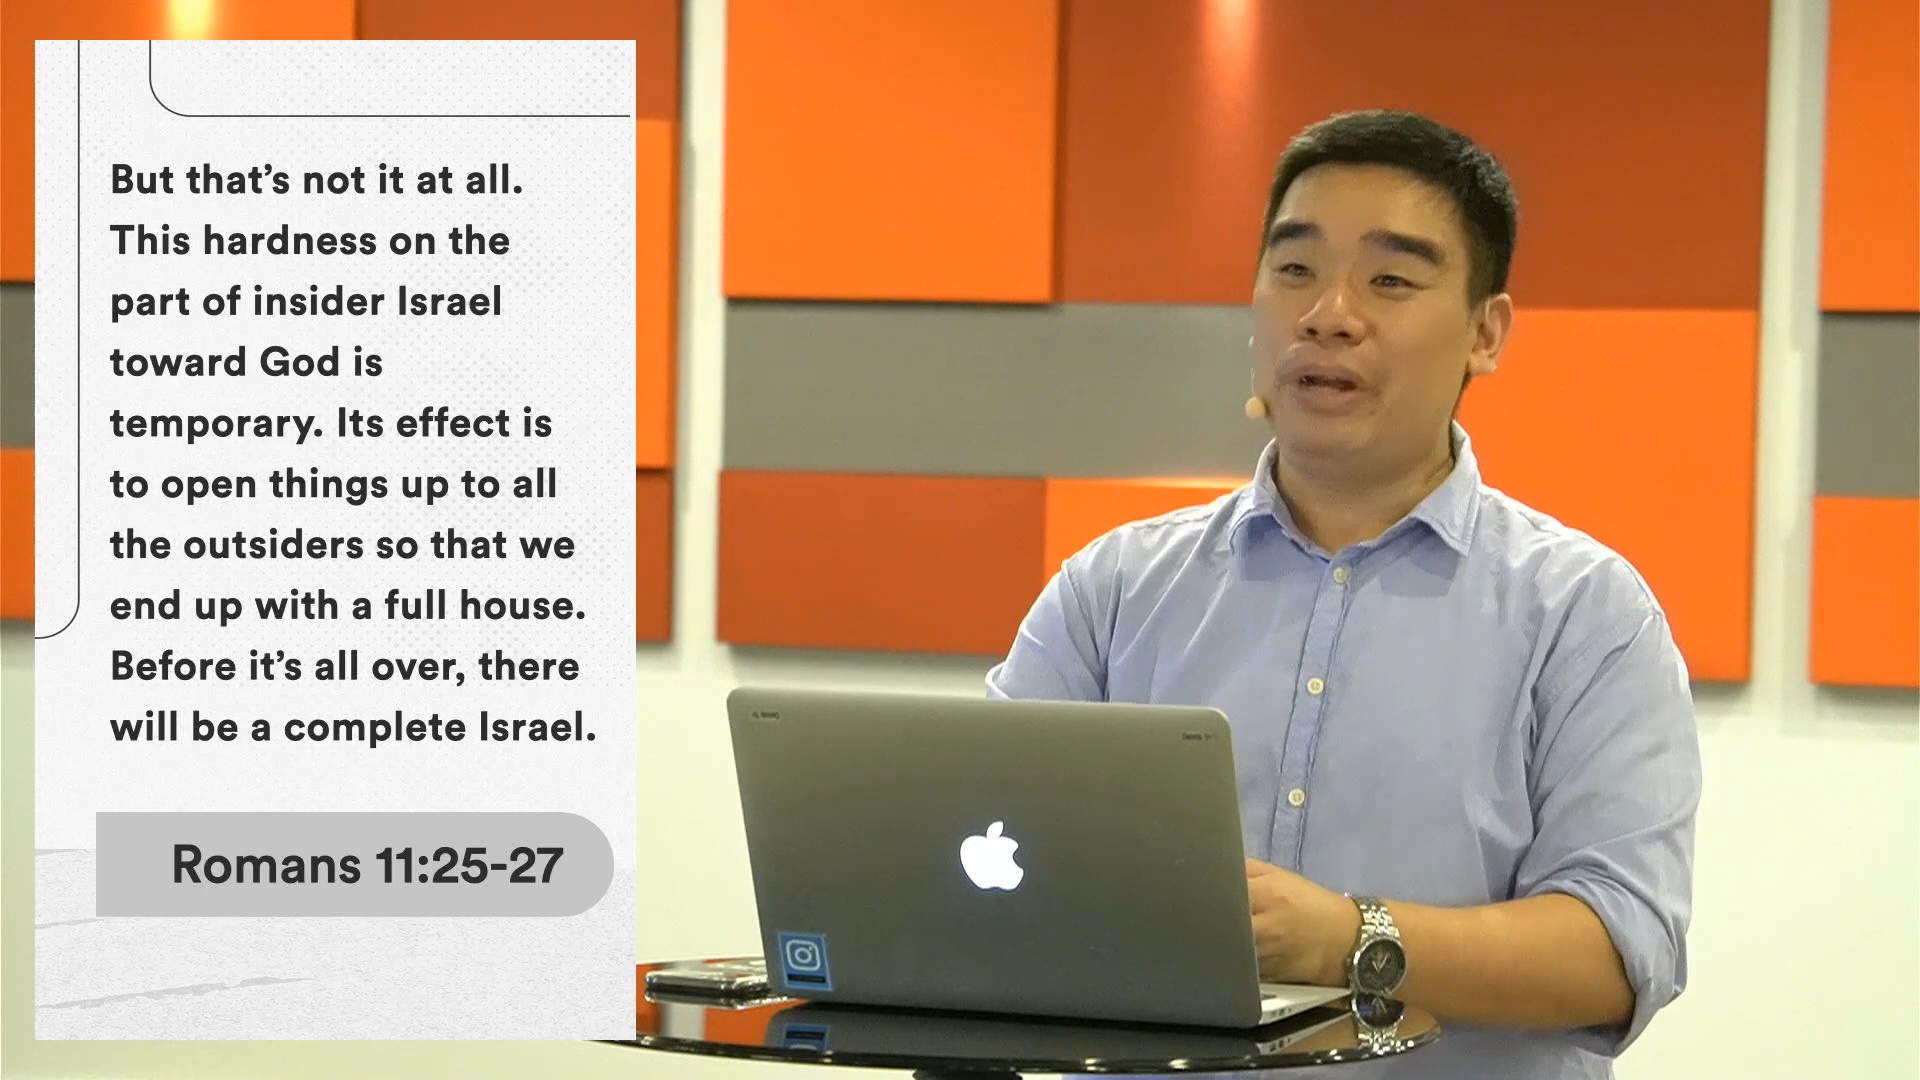 But that’s not it at all.
This hardness on the
part of insider Israel
toward God is
temporary. Its effect is
to open things up to all
the outsiders so that we
end up with a full house.
Before it’s all over, there
will be a complete Israel.
Romans 11:25-27